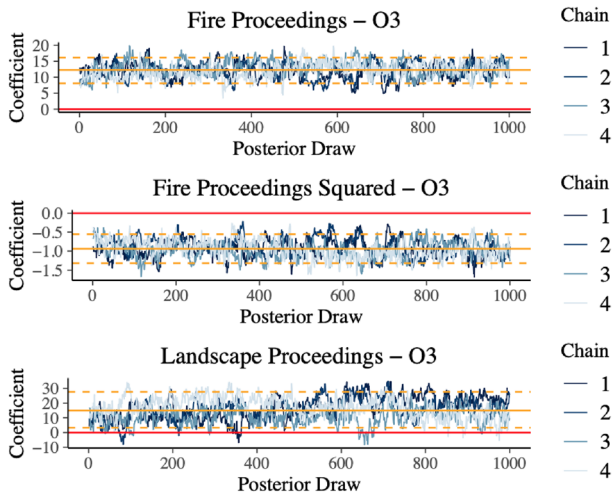 Fire Proceedings – O3
Coefficient
20
15
10
5
0
0 200 400 600 800 1000
Posterior Draw
Chain
1
2
3
4
Fire Proceedings Squared – O3
Coefficient
0.0
−0.5
−1.0
−1.5
0 200 400 600 800 1000
Posterior Draw
Chain
1
2
3
4
Landscape Proceedings – O3
Coefficient
30
20
10
0
−10
0 200 400 600 800 1000
Posterior Draw
Chain
1
2
3
4